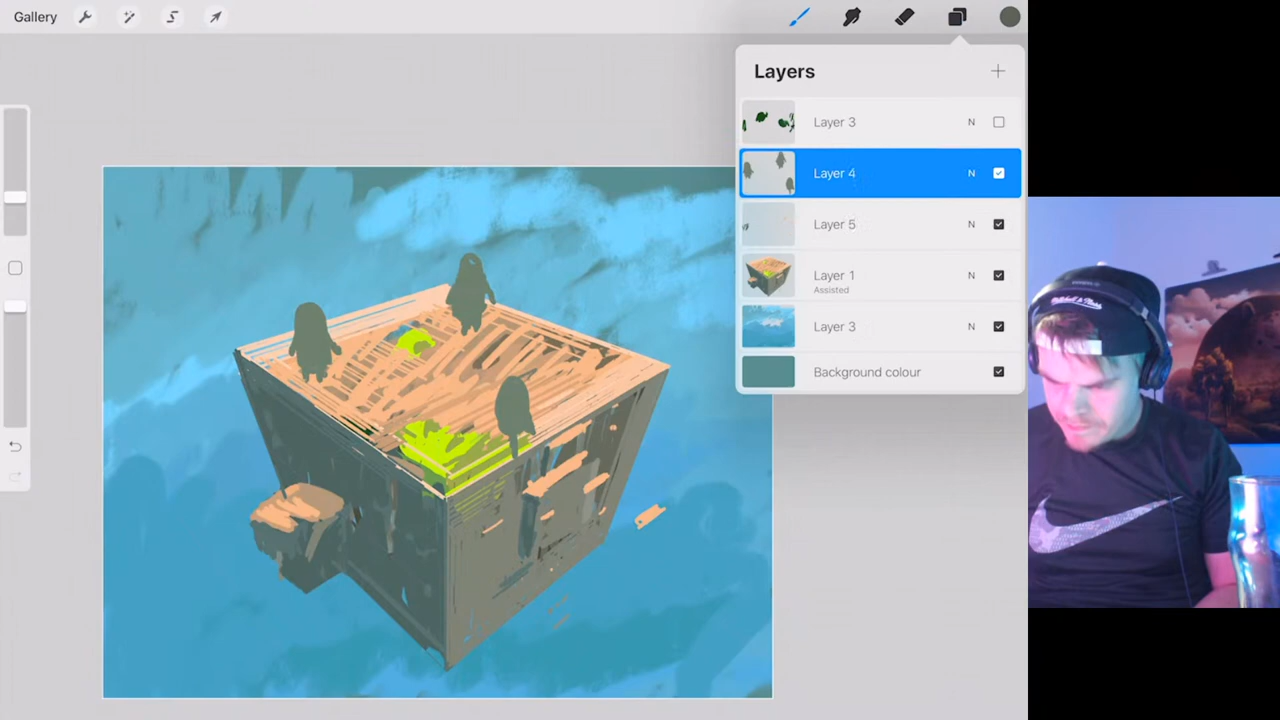 Gallery
Layers
Layer 3 N
Layer 4 N
Layer 5 N
Layer 1 N
Assisted
Layer 3 N
Background colour